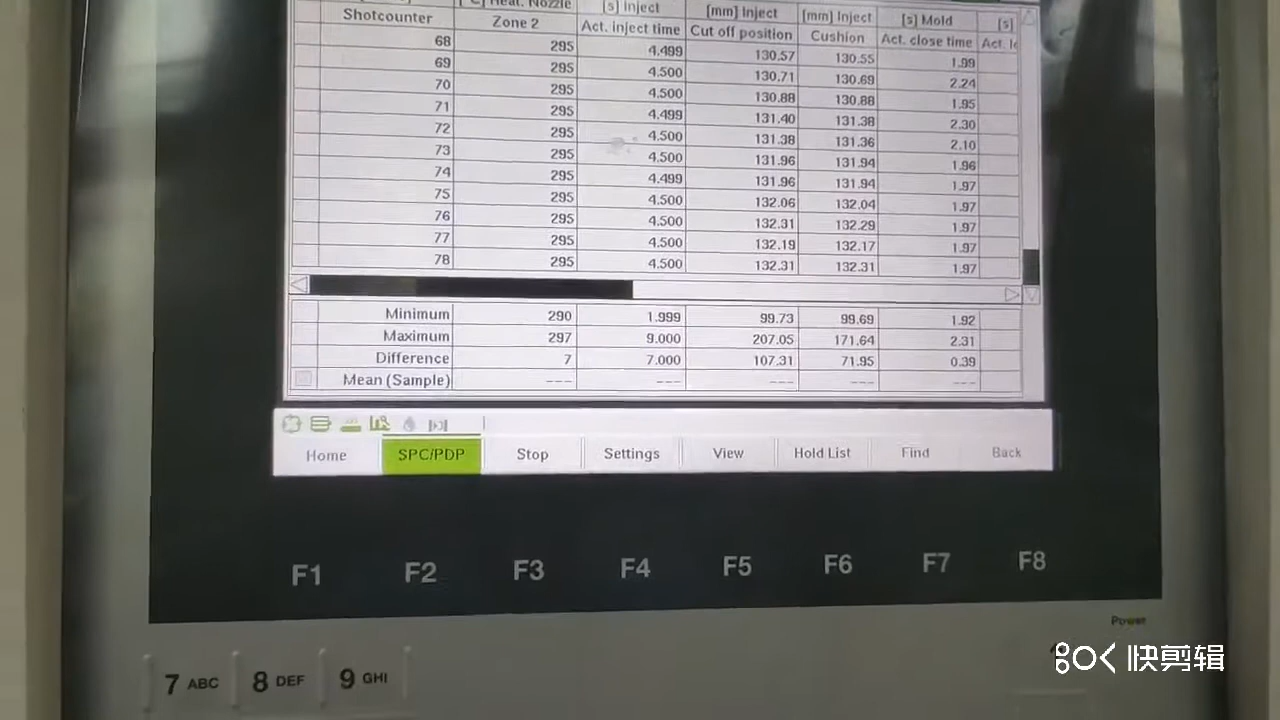 [s] Inject [mm] Inject [mm] Inject [s] Mold [s]
Shotcounter Zone 2 Act. inject time Cut off position Cushion Act. close time
68 295 4.499 130.57 130.55 1.99
69 295 4.500 130.71 130.69 2.24
70 295 4.500 130.88 130.88 1.95
71 295 4.499 131.40 131.38 2.30
72 295 4.500 131.38 131.36 2.10
73 295 4.500 131.96 131.94 1.96
74 295 4.499 131.96 131.94 1.97
75 295 4.500 132.06 132.04 1.97
76 295 4.500 132.31 132.29 1.97
77 295 4.500 132.19 132.17 1.97
78 295 4.500 132.31 132.31 1.97
Minimum 290 1.999 99.73 99.69 1.92
Maximum 297 9.000 207.05 171.64 2.31
Difference 7 7.000 107.31 71.95 0.39
Mean (Sample) --- --- --- --- ---
Home SPC/PDP Stop Settings View Hold List Find Back
F1 F2 F3 F4 F5 F6 F7 F8
Power
7 ABC 8 DEF 9 GHI
快剪辑